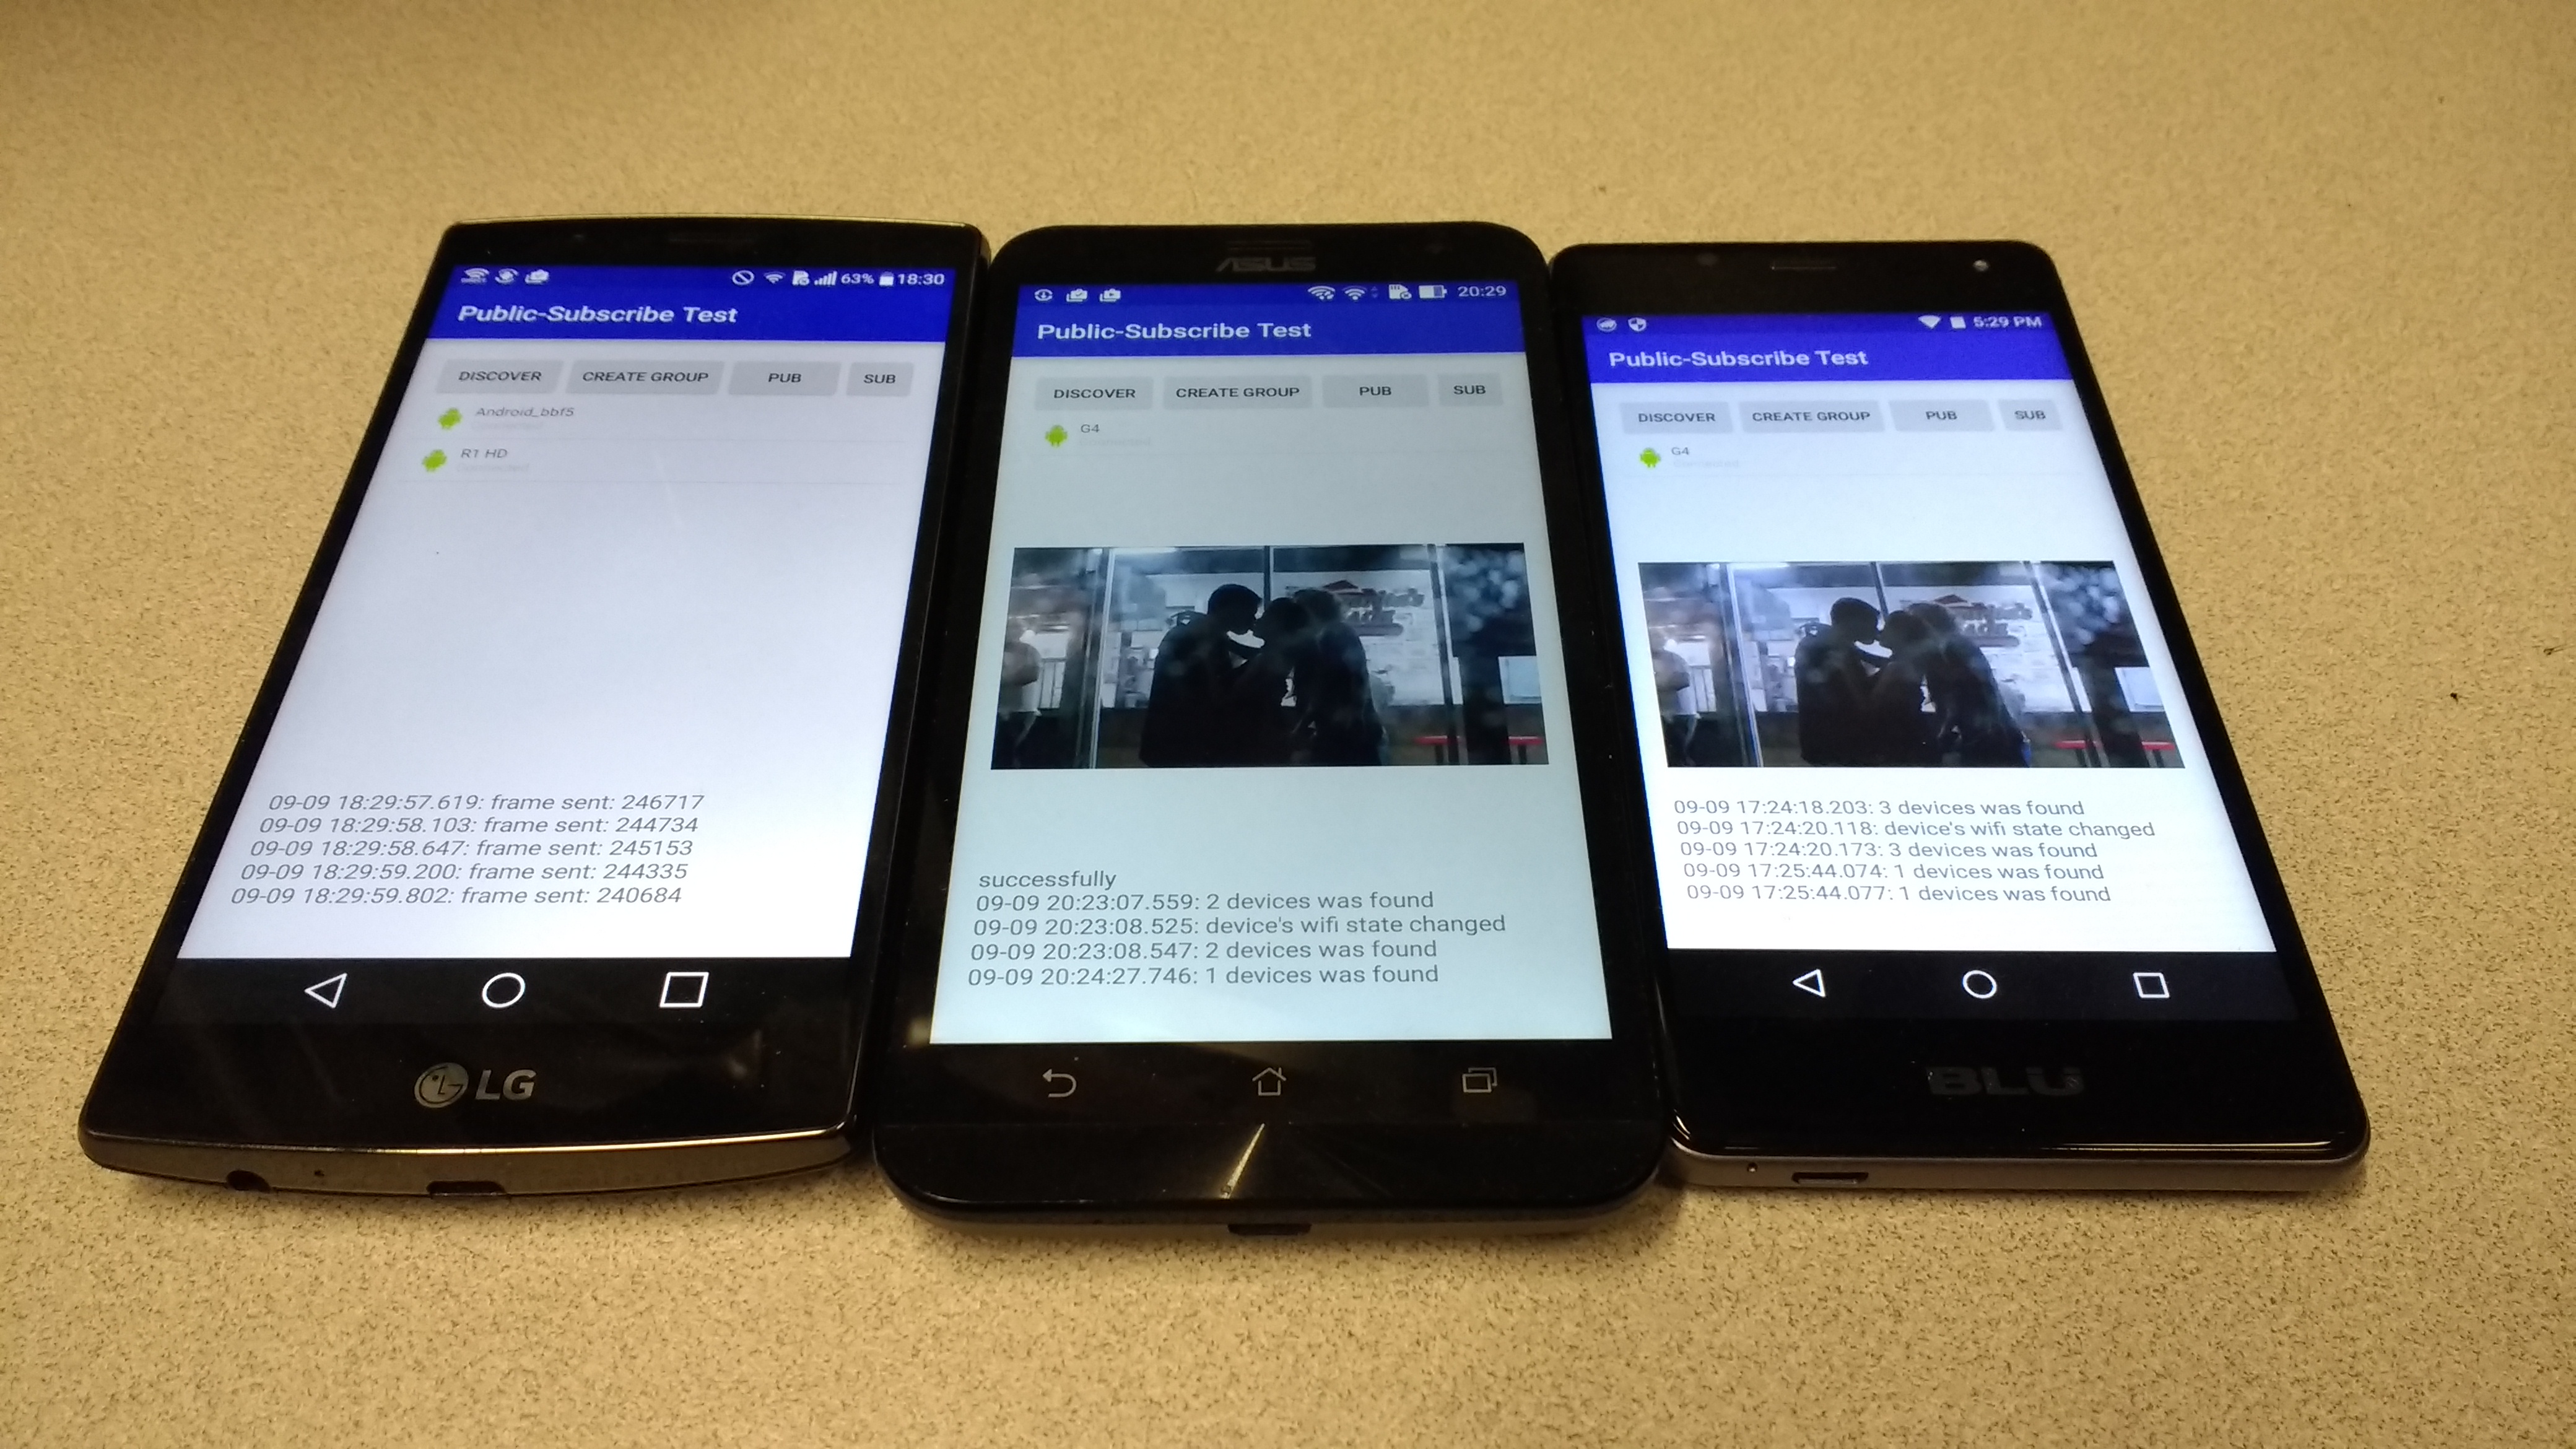 63% 18:30
Public-Subscribe Test
DISCOVER CREATE GROUP PUB SUB
Android_bbf5
R1 HD
09-09 18:29:57.619: frame sent: 246717
09-09 18:29:58.103: frame sent: 244734
09-09 18:29:58.647: frame sent: 245153
09-09 18:29:59.200: frame sent: 244335
09-09 18:29:59.802: frame sent: 240684
LG
ASUS
20:29
Public-Subscribe Test
DISCOVER CREATE GROUP PUB SUB
G4
successfully
09-09 20:23:07.559: 2 devices was found
09-09 20:23:08.525: device's wifi state changed
09-09 20:23:08.547: 2 devices was found
09-09 20:24:27.746: 1 devices was found
5:29 PM
Public-Subscribe Test
DISCOVER CREATE GROUP PUB SUB
G4
09-09 17:24:18.203: 3 devices was found
09-09 17:24:20.118: device's wifi state changed
09-09 17:24:20.173: 3 devices was found
09-09 17:25:44.074: 1 devices was found
09-09 17:25:44.077: 1 devices was found
BLU